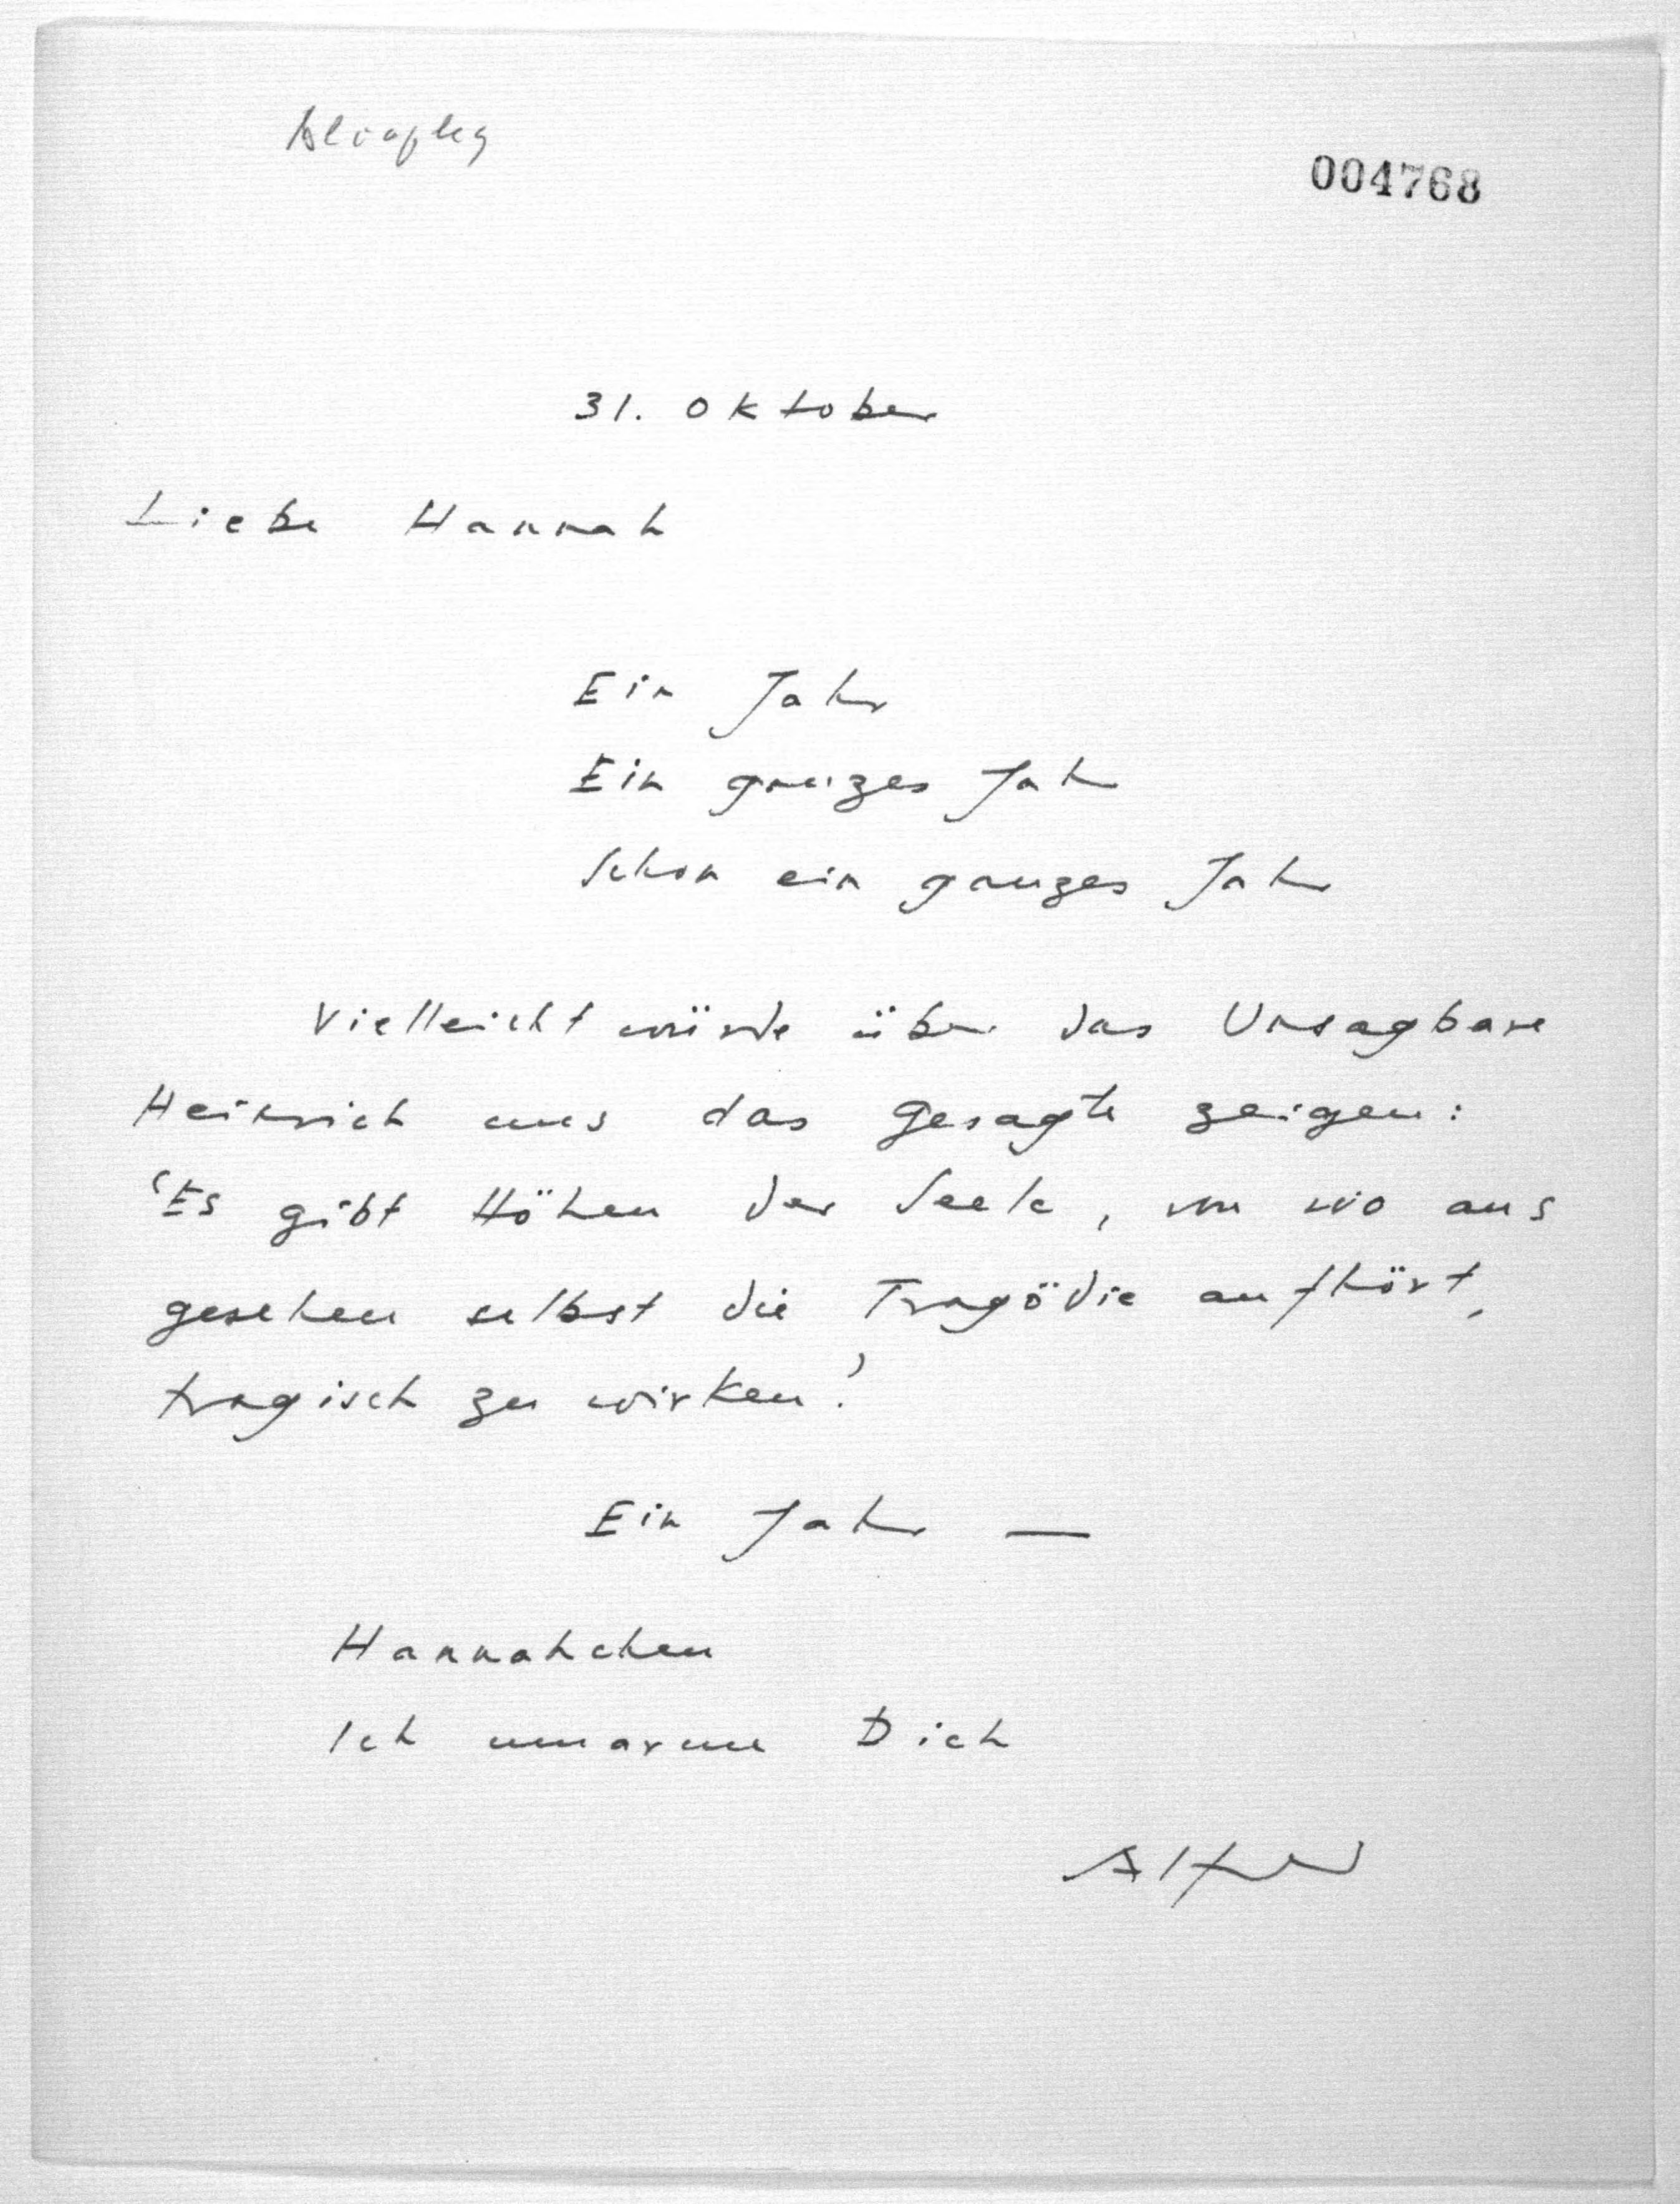 004768
31. Oktober
Liebe Hannah
Ein Jahr
Ein ganzes Jahr
Schon ein ganzes Jahr
Vielleicht würde über das Unsagbare
Heinrich uns das Gesagte zeigen:
'Es gibt Höhen der Seele, von wo aus
gesehen selbst die Tragödie aufhört,
tragisch zu wirken.'
Ein Jahr —
Hannahchen
Ich umarme Dich
Alfred